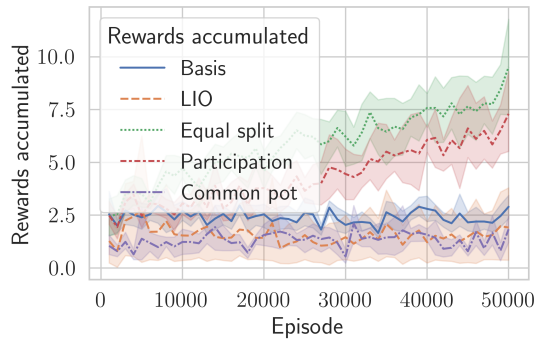 Rewards accumulated
Basis
LIO
Equal split
Participation
Common pot
Rewards accumulated
10.0
7.5
5.0
2.5
0.0
0 10000 20000 30000 40000 50000
Episode